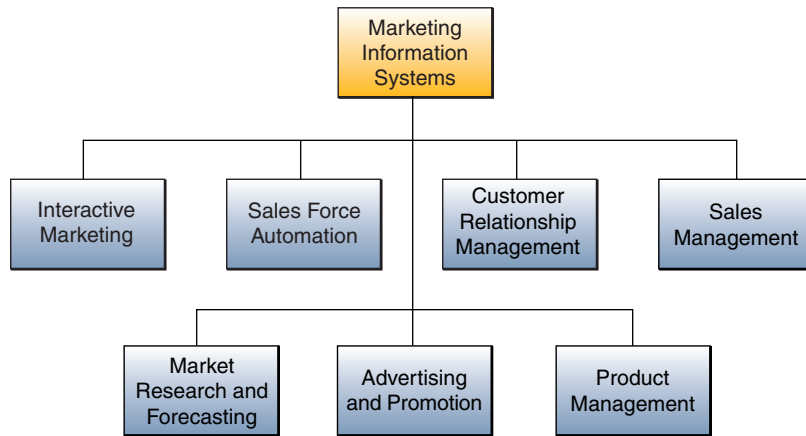 Marketing
Information
Systems
Interactive
Marketing
Sales Force
Automation
Customer
Relationship
Management
Sales
Management
Market
Research and
Forecasting
Advertising
and Promotion
Product
Management